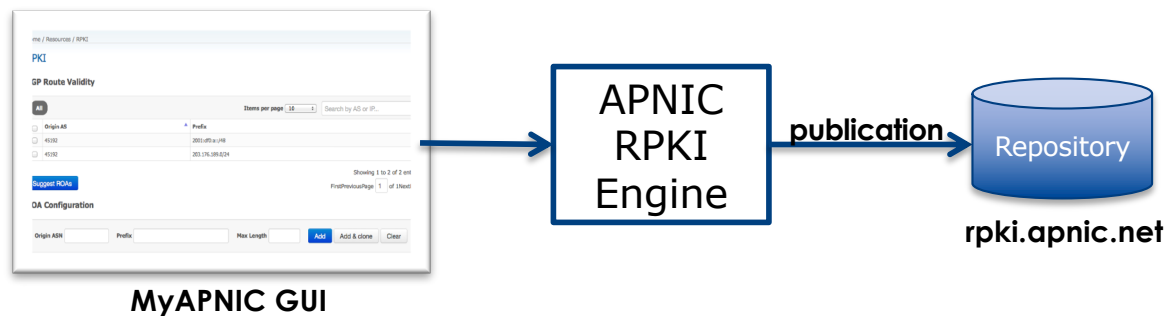 ome / Resources / RPKI
PKI
GP Route Validity
All
Items per page 10
Search by AS or IP...
Origin AS Prefix
45192 2001:df0:a::/48
45192 203.176.189.0/24
Showing 1 to 2 of 2 ent
Suggest ROAs
FirstPreviousPage 1 of 1Next
OA Configuration
Origin ASN Prefix Max Length Add Add & clone Clear
MyAPNIC GUI
APNIC
RPKI
Engine
publication
Repository
rpki.apnic.net